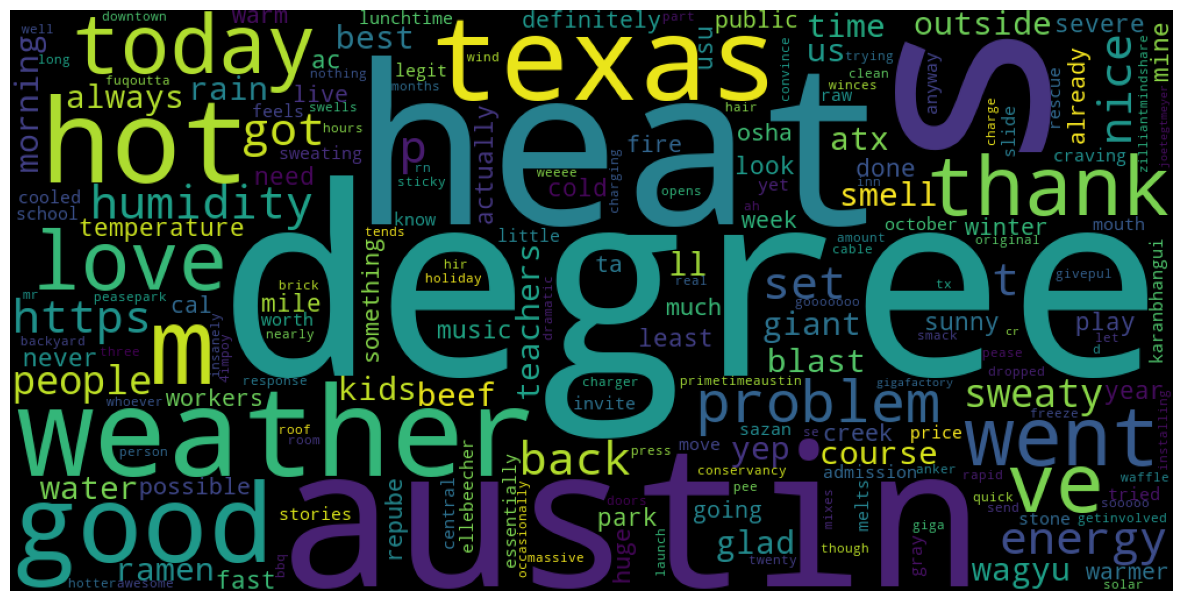 downtown
lunchtime
definitely
public
time
outside
severe
well
long
today
warm
best
texas
us
part
nice
mine
fuqoutta
ac
nothing
legit
wind
usu
convince
trying
clean
winces
S
morning
always
rain
live
swells
months
hair
raw
anyway
rescue
already
hot
got
feels
hours
heat
osha
atx
charge
slide
zilliantmindshare
joetegtmeyer
sweating
p
rn
weeee
fire
look
done
craving
cooled
humidity
need
sticky
actually
cold
charging
opens
yet
smell
thank
school
temperature
know
ah
inn
week
october
winter
mouth
love
tends
little
amount
cable
original
degree
something
hir
holiday
ta
ll
real
set
tx
t
givepul
karanbhangui
mr
peasepark
brick
mile
teachers
dramatic
much
gooooooo
https
cal
worth
music
giant
sunny
cr
play
let
d
backyard
m
insanely
4impoy
nearly
least
smack
pease
never
three
blast
dropped
people
response
kids
beef
charger
primetimeaustin
gigafactory
sweaty
year
whoever
workers
invite
problem
roof
weather
sazan
se
creek
price
freeze
went
installing
room
press
move
yep
course
person
back
conservancy
admission
anker
rapid
waffle
water
possible
central
ellebeecher
essentially
occasionally
doors
pee
mixes
melts
ve
tried
sooooo
good
stories
austin
park
going
quick
send
repube
huge
launch
giga
stone
getinvolved
glad
though
gray
energy
ramen
fast
bbq
massive
twenty
wagyu
warmer
hotter
awesome
solar